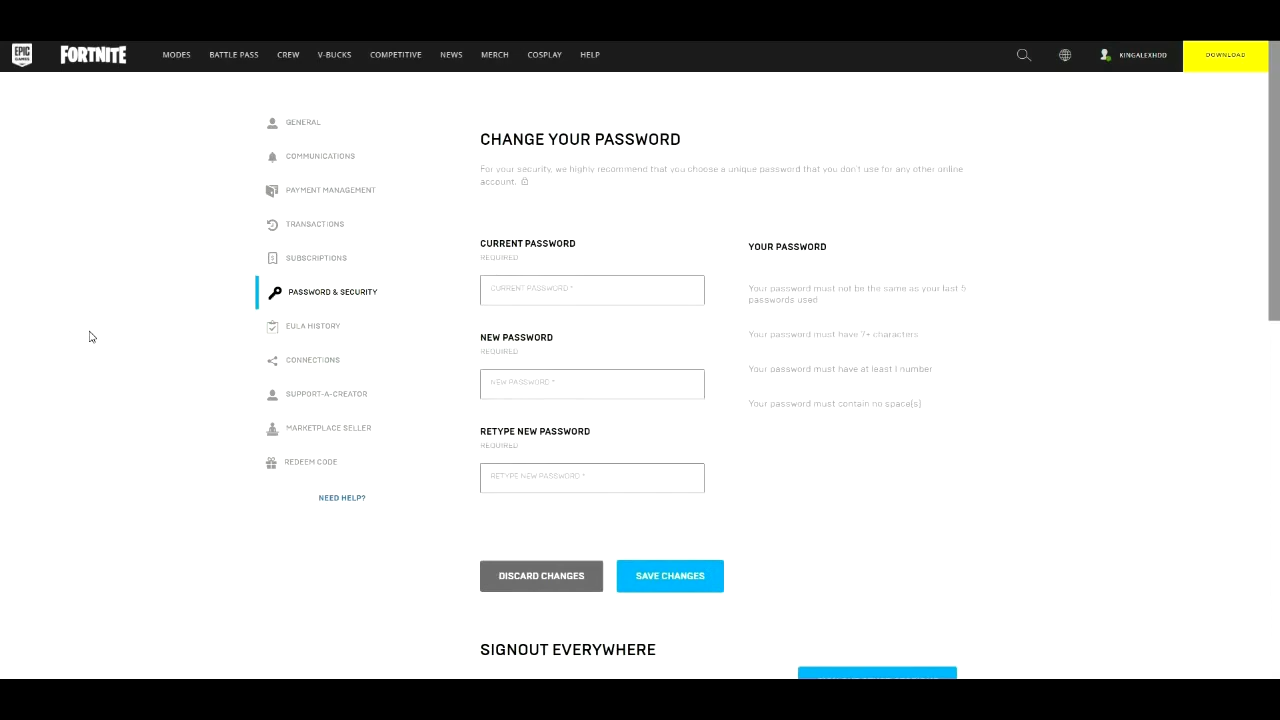 EPIC GAMES FORTNITE MODES BATTLE PASS CREW V-BUCKS COMPETITIVE NEWS MERCH COSPLAY HELP KINGALEXHDD DOWNLOAD
GENERAL
COMMUNICATIONS
PAYMENT MANAGEMENT
TRANSACTIONS
SUBSCRIPTIONS
PASSWORD & SECURITY
EULA HISTORY
CONNECTIONS
SUPPORT-A-CREATOR
MARKETPLACE SELLER
REDEEM CODE
NEED HELP?
CHANGE YOUR PASSWORD
For your security, we highly recommend that you choose a unique password that you don't use for any other online
account.
CURRENT PASSWORD
REQUIRED
CURRENT PASSWORD *
NEW PASSWORD
REQUIRED
NEW PASSWORD *
RETYPE NEW PASSWORD
REQUIRED
RETYPE NEW PASSWORD *
YOUR PASSWORD
Your password must not be the same as your last 5
passwords used
Your password must have 7+ characters
Your password must have at least 1 number
Your password must contain no space(s)
DISCARD CHANGES
SAVE CHANGES
SIGNOUT EVERYWHERE